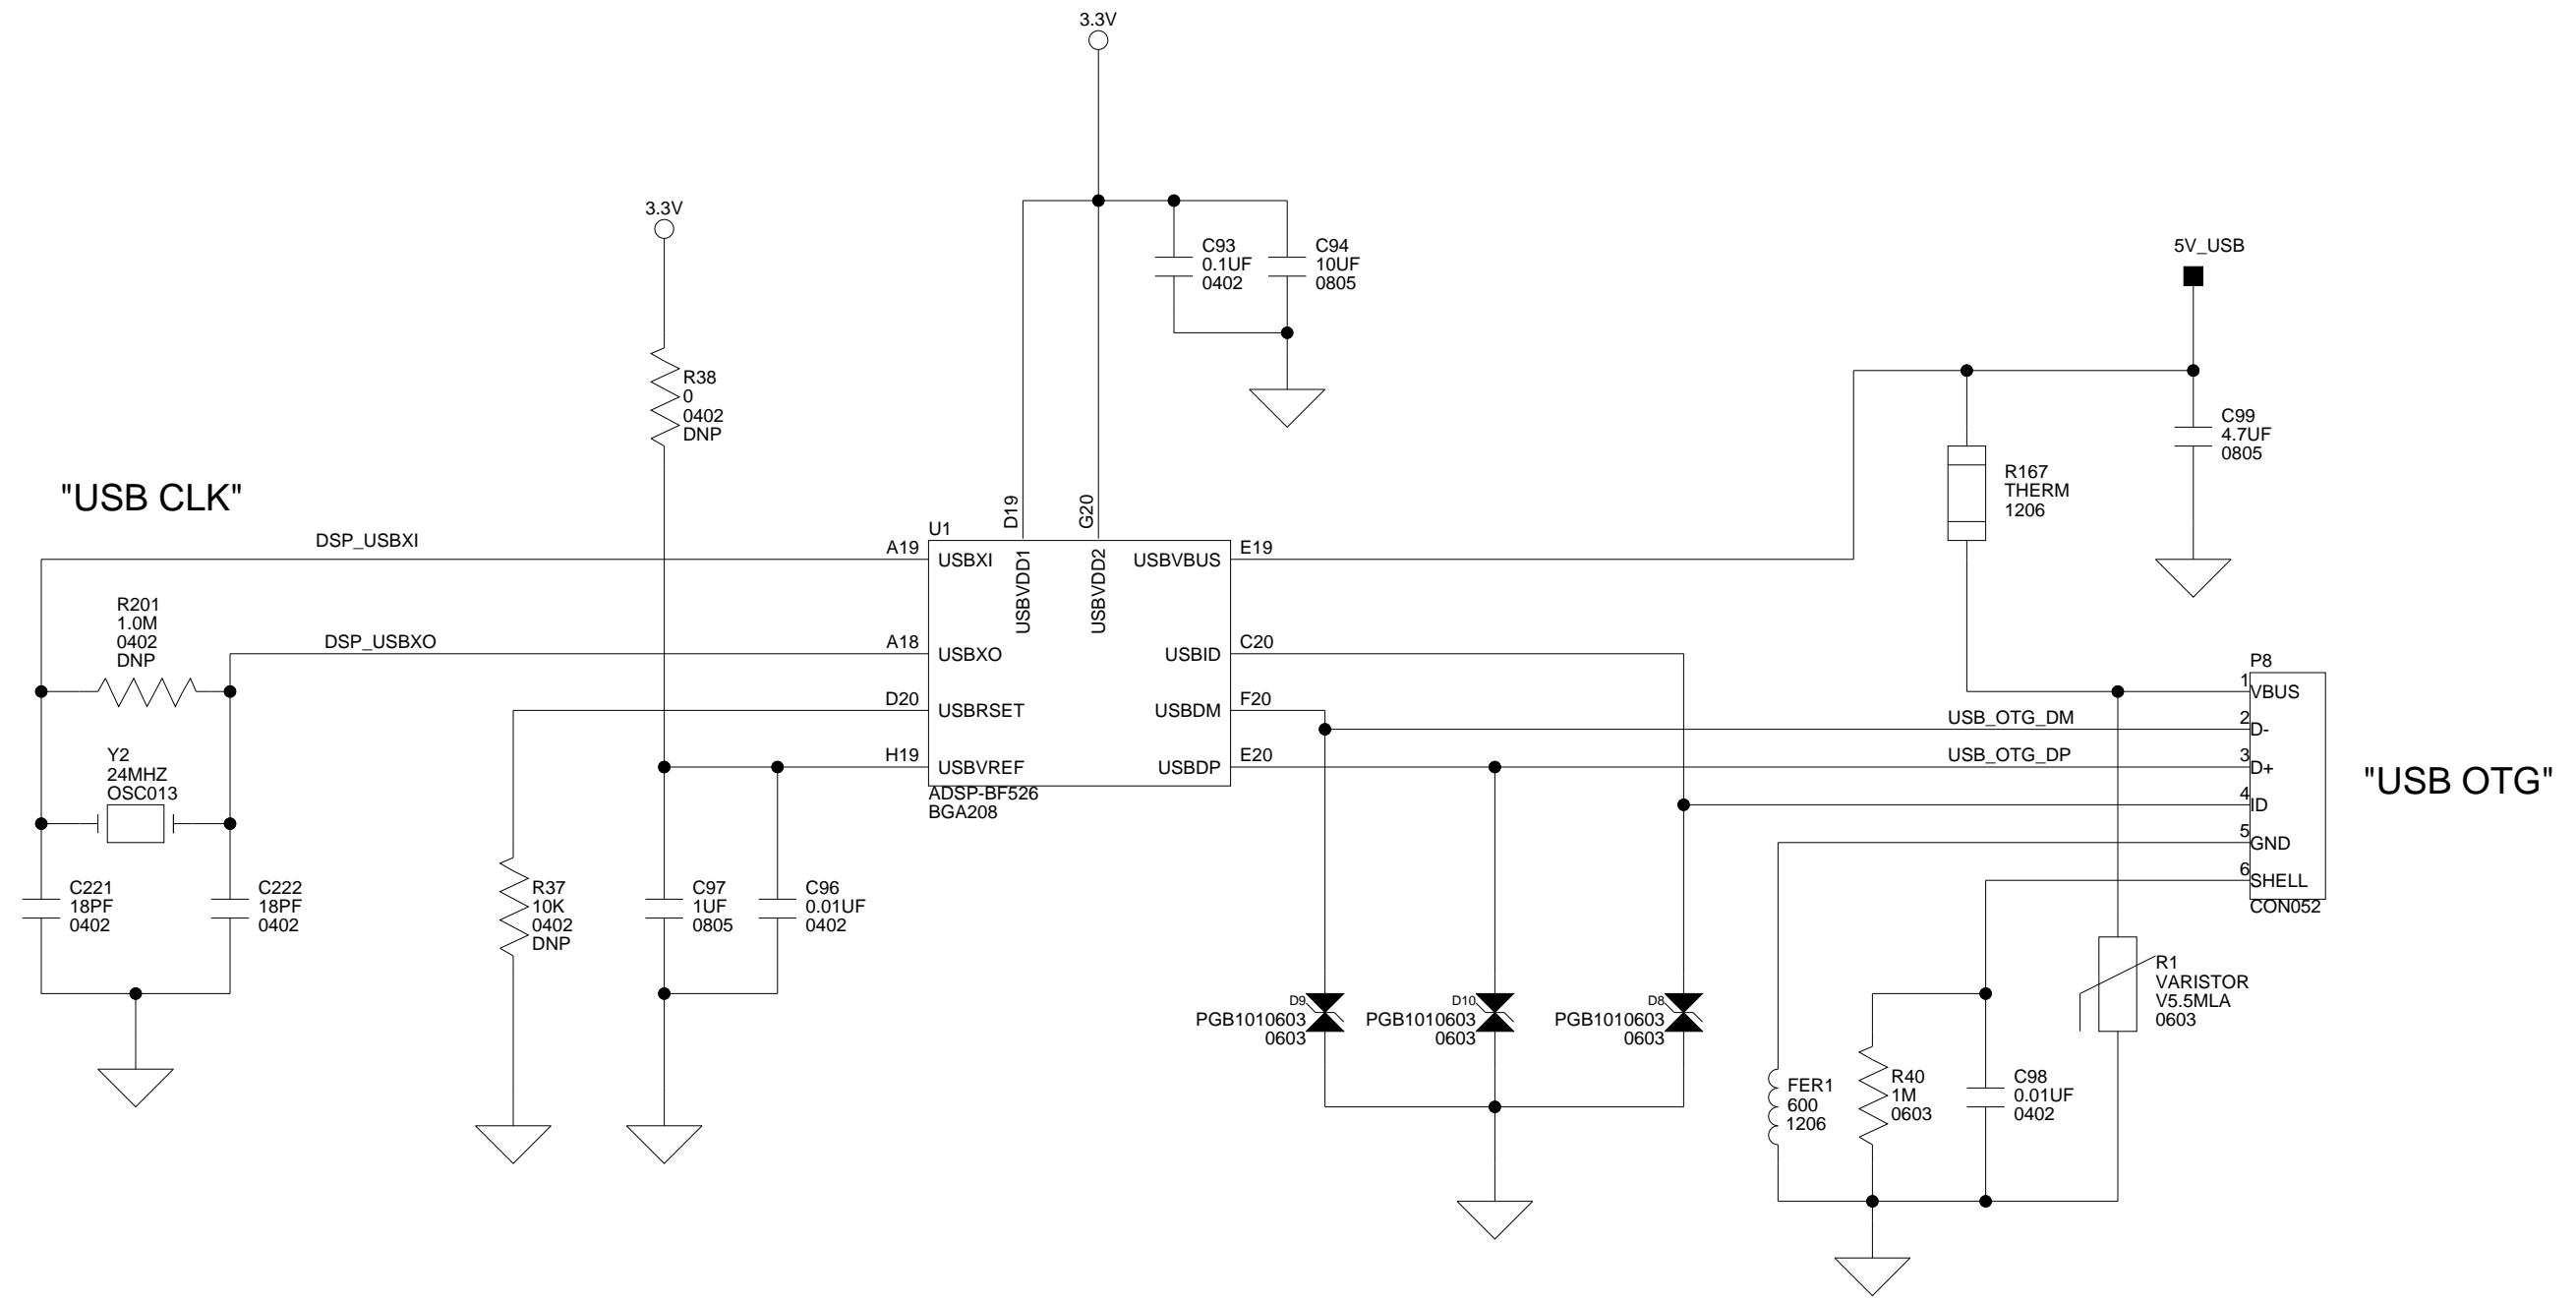 3.3V
3.3V
C93
0.1UF
0402
C94
10UF
0805
5V_USB
R38
0
0402
DNP
C99
4.7UF
0805
R167
THERM
1206
"USB CLK"
DSP_USBXI
DSP_USBXO
R201
1.0M
0402
DNP
Y2
24MHZ
OSC013
C221
18PF
0402
C222
18PF
0402
R37
10K
0402
DNP
C97
1UF
0805
C96
0.01UF
0402
D19
G20
U1
A19
USBXI
USBVDD1
USBVDD2
USBVBUS
E19
A18
USBXO
USBID
C20
D20
USBRSET
USBDM
F20
H19
USBVREF
USBDP
E20
ADSP-BF526
BGA208
USB_OTG_DM
USB_OTG_DP
P8
1
VBUS
2
D-
3
D+
4
ID
5
GND
6
SHELL
CON052
"USB OTG"
D9
PGB1010603
0603
D10
PGB1010603
0603
D8
PGB1010603
0603
R1
VARISTOR
V5.5MLA
0603
FER1
600
1206
R40
1M
0603
C98
0.01UF
0402